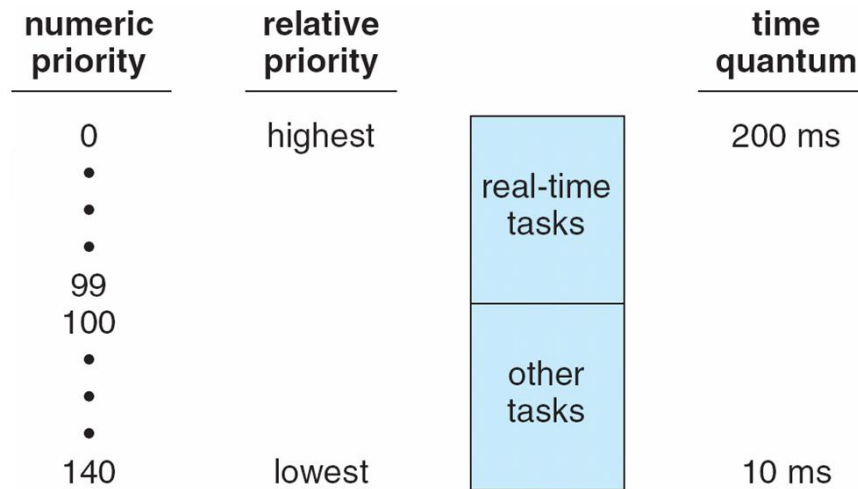 numeric priority relative priority time quantum
0 highest 200 ms
•
real-time
•
tasks
•
99
100
•
other
•
tasks
•
140 lowest 10 ms